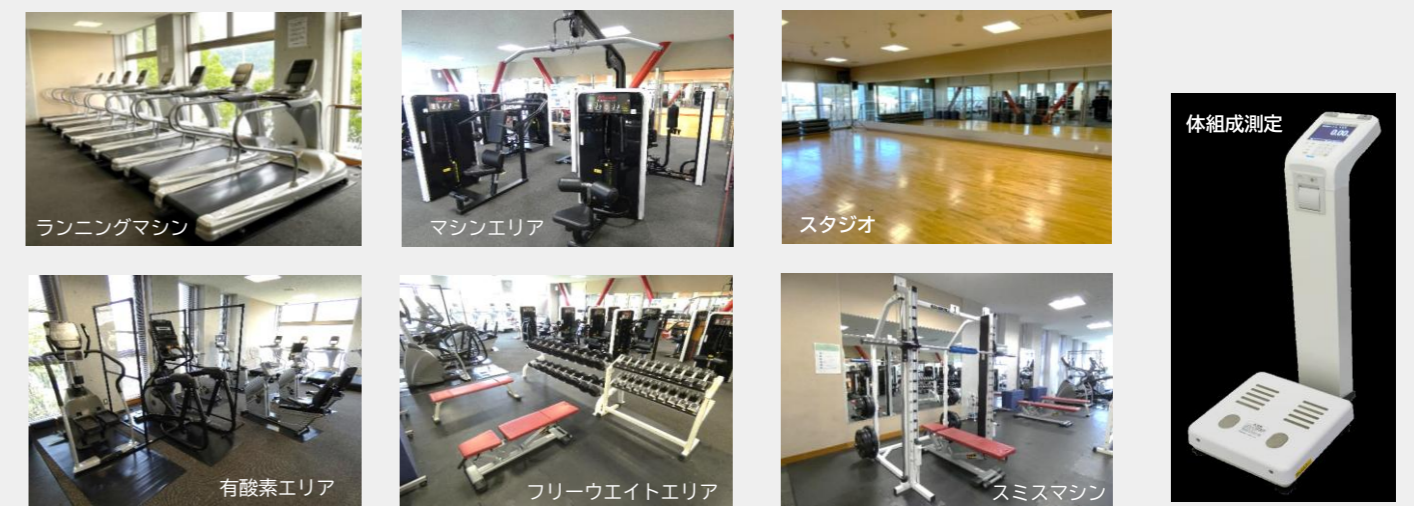 ランニングマシン
マシンエリア
スタジオ
体組成測定
0.00
有酸素エリア
フリーウエイトエリア
スミスマシン